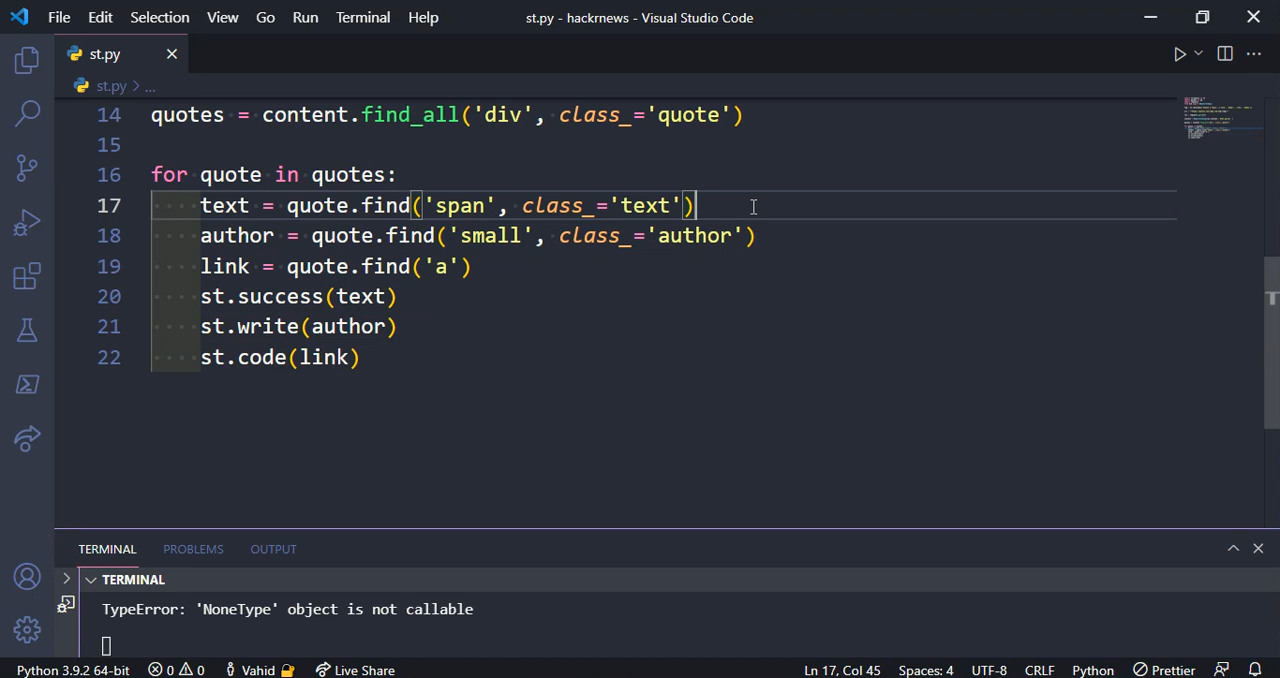 File Edit Selection View Go Run Terminal Help st.py - hackrnews - Visual Studio Code
st.py
st.py > ...
14 quotes = content.find_all('div', class_='quote')
15
16 for quote in quotes:
17 text = quote.find('span', class_='text')
18 author = quote.find('small', class_='author')
19 link = quote.find('a')
20 st.success(text)
21 st.write(author)
22 st.code(link)
TERMINAL PROBLEMS OUTPUT
TERMINAL
TypeError: 'NoneType' object is not callable
Python 3.9.2 64-bit 0 0 Vahid Live Share Ln 17, Col 45 Spaces: 4 UTF-8 CRLF Python Prettier